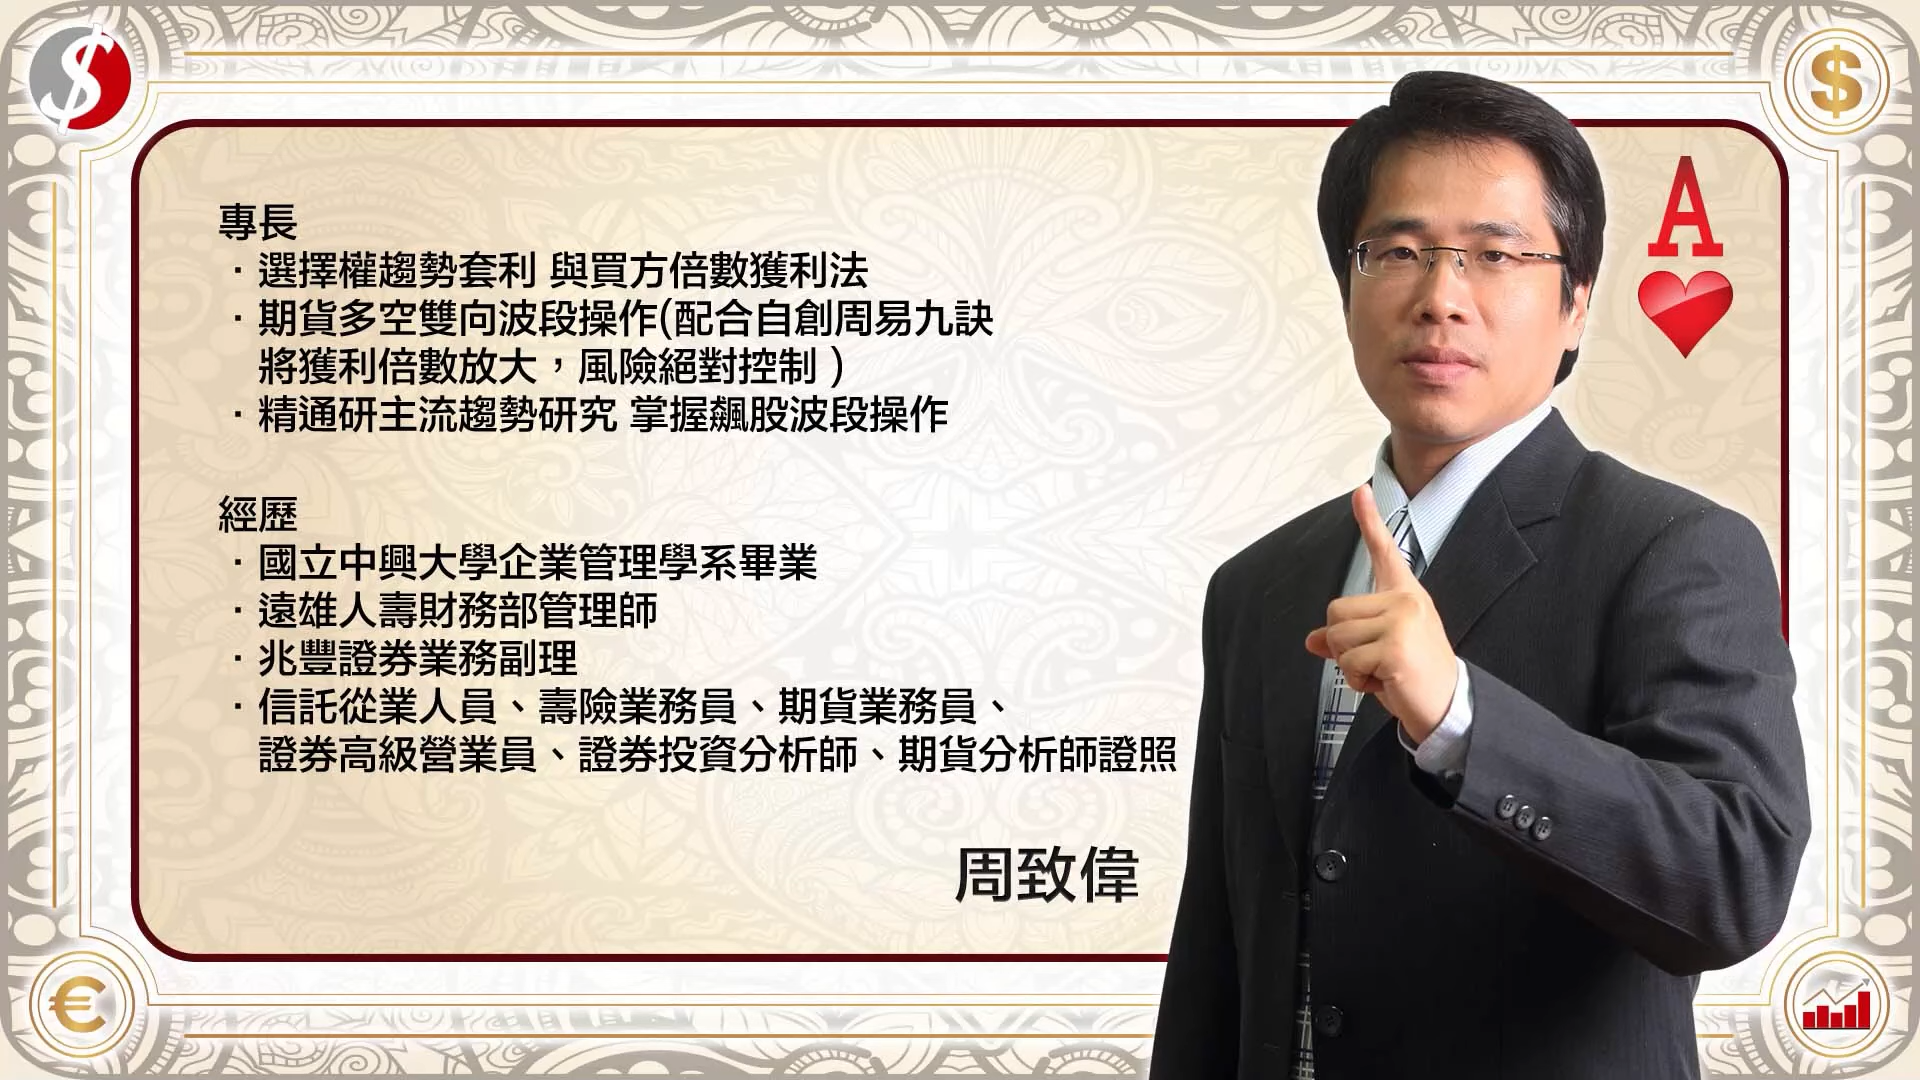 專長
·選擇權趨勢套利 與買方倍數獲利法
·期貨多空雙向波段操作(配合自創周易九訣
將獲利倍數放大，風險絕對控制)
·精通研主流趨勢研究 掌握飆股波段操作
經歷
·國立中興大學企業管理學系畢業
·遠雄人壽財務部管理師
·兆豐證券業務副理
·信託從業人員、壽險業務員、期貨業務員、
證券高級營業員、證券投資分析師、期貨分析師證照
周致偉
A
$
$
€